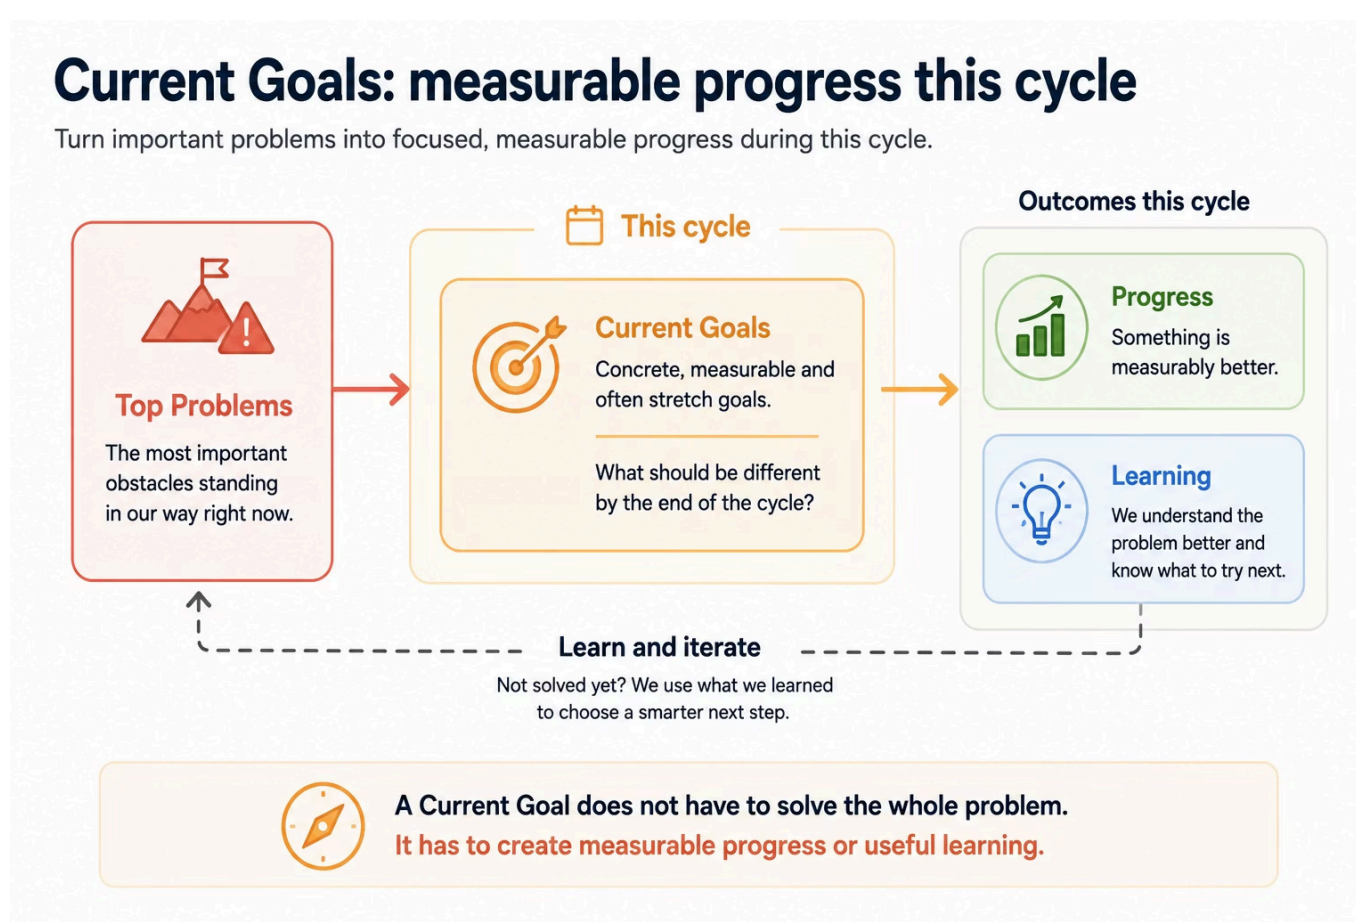 Current Goals: measurable progress this cycle
Turn important problems into focused, measurable progress during this cycle.
Top Problems
The most important
obstacles standing
in our way right now.
This cycle
Current Goals
Concrete, measurable and
often stretch goals.
What should be different
by the end of the cycle?
Outcomes this cycle
Progress
Something is
measurably better.
Learning
We understand the
problem better and
know what to try next.
Learn and iterate
Not solved yet? We use what we learned
to choose a smarter next step.
A Current Goal does not have to solve the whole problem.
It has to create measurable progress or useful learning.